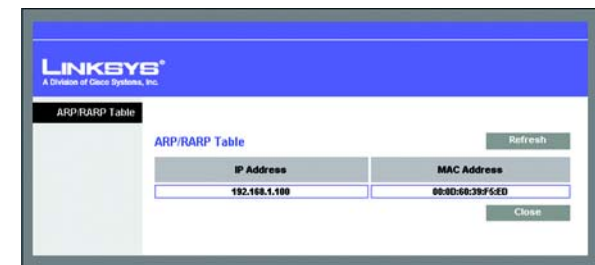 LINKSYS®
A Division of Cisco Systems, Inc.
ARP/RARP Table
ARP/RARP Table
Refresh
IP Address MAC Address
192.168.1.100 00:0D:60:39:F5:ED
Close